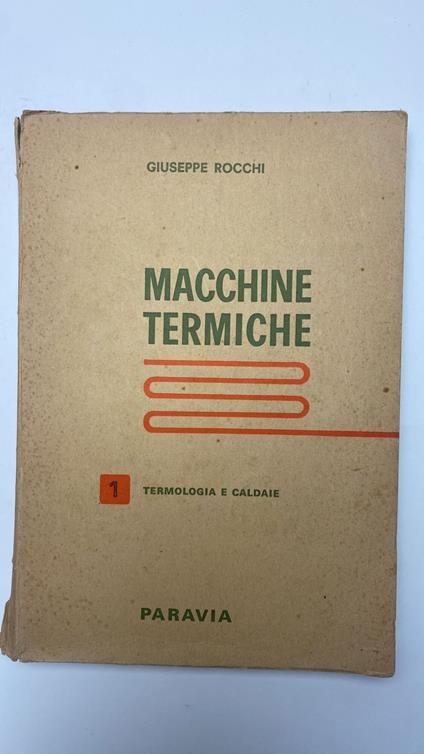 GIUSEPPE ROCCHI
MACCHINE
TERMICHE
1 TERMOLOGIA E CALDAIE
PARAVIA